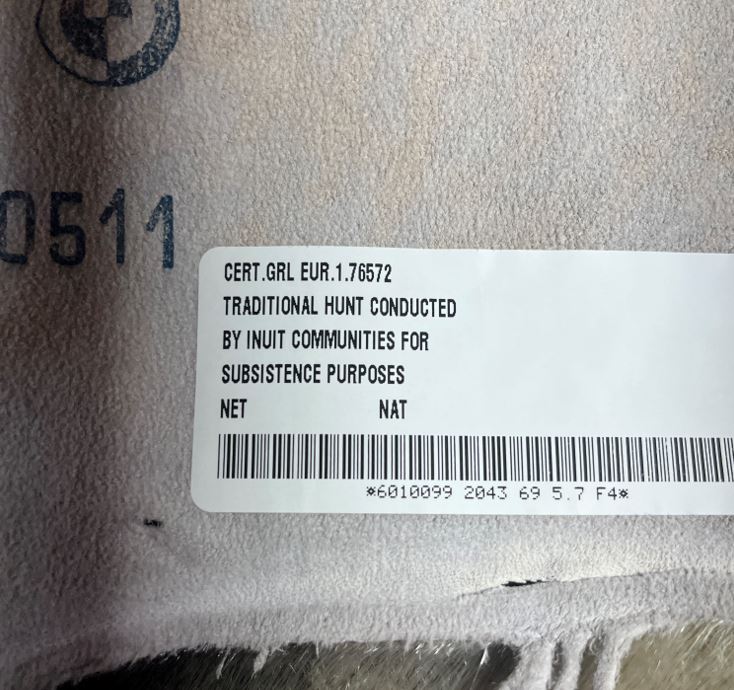 0511
CERT.GRL EUR.1.76572
TRADITIONAL HUNT CONDUCTED
BY INUIT COMMUNITIES FOR
SUBSISTENCE PURPOSES
NET NAT
*6010099 2043 69 5.7 F4*